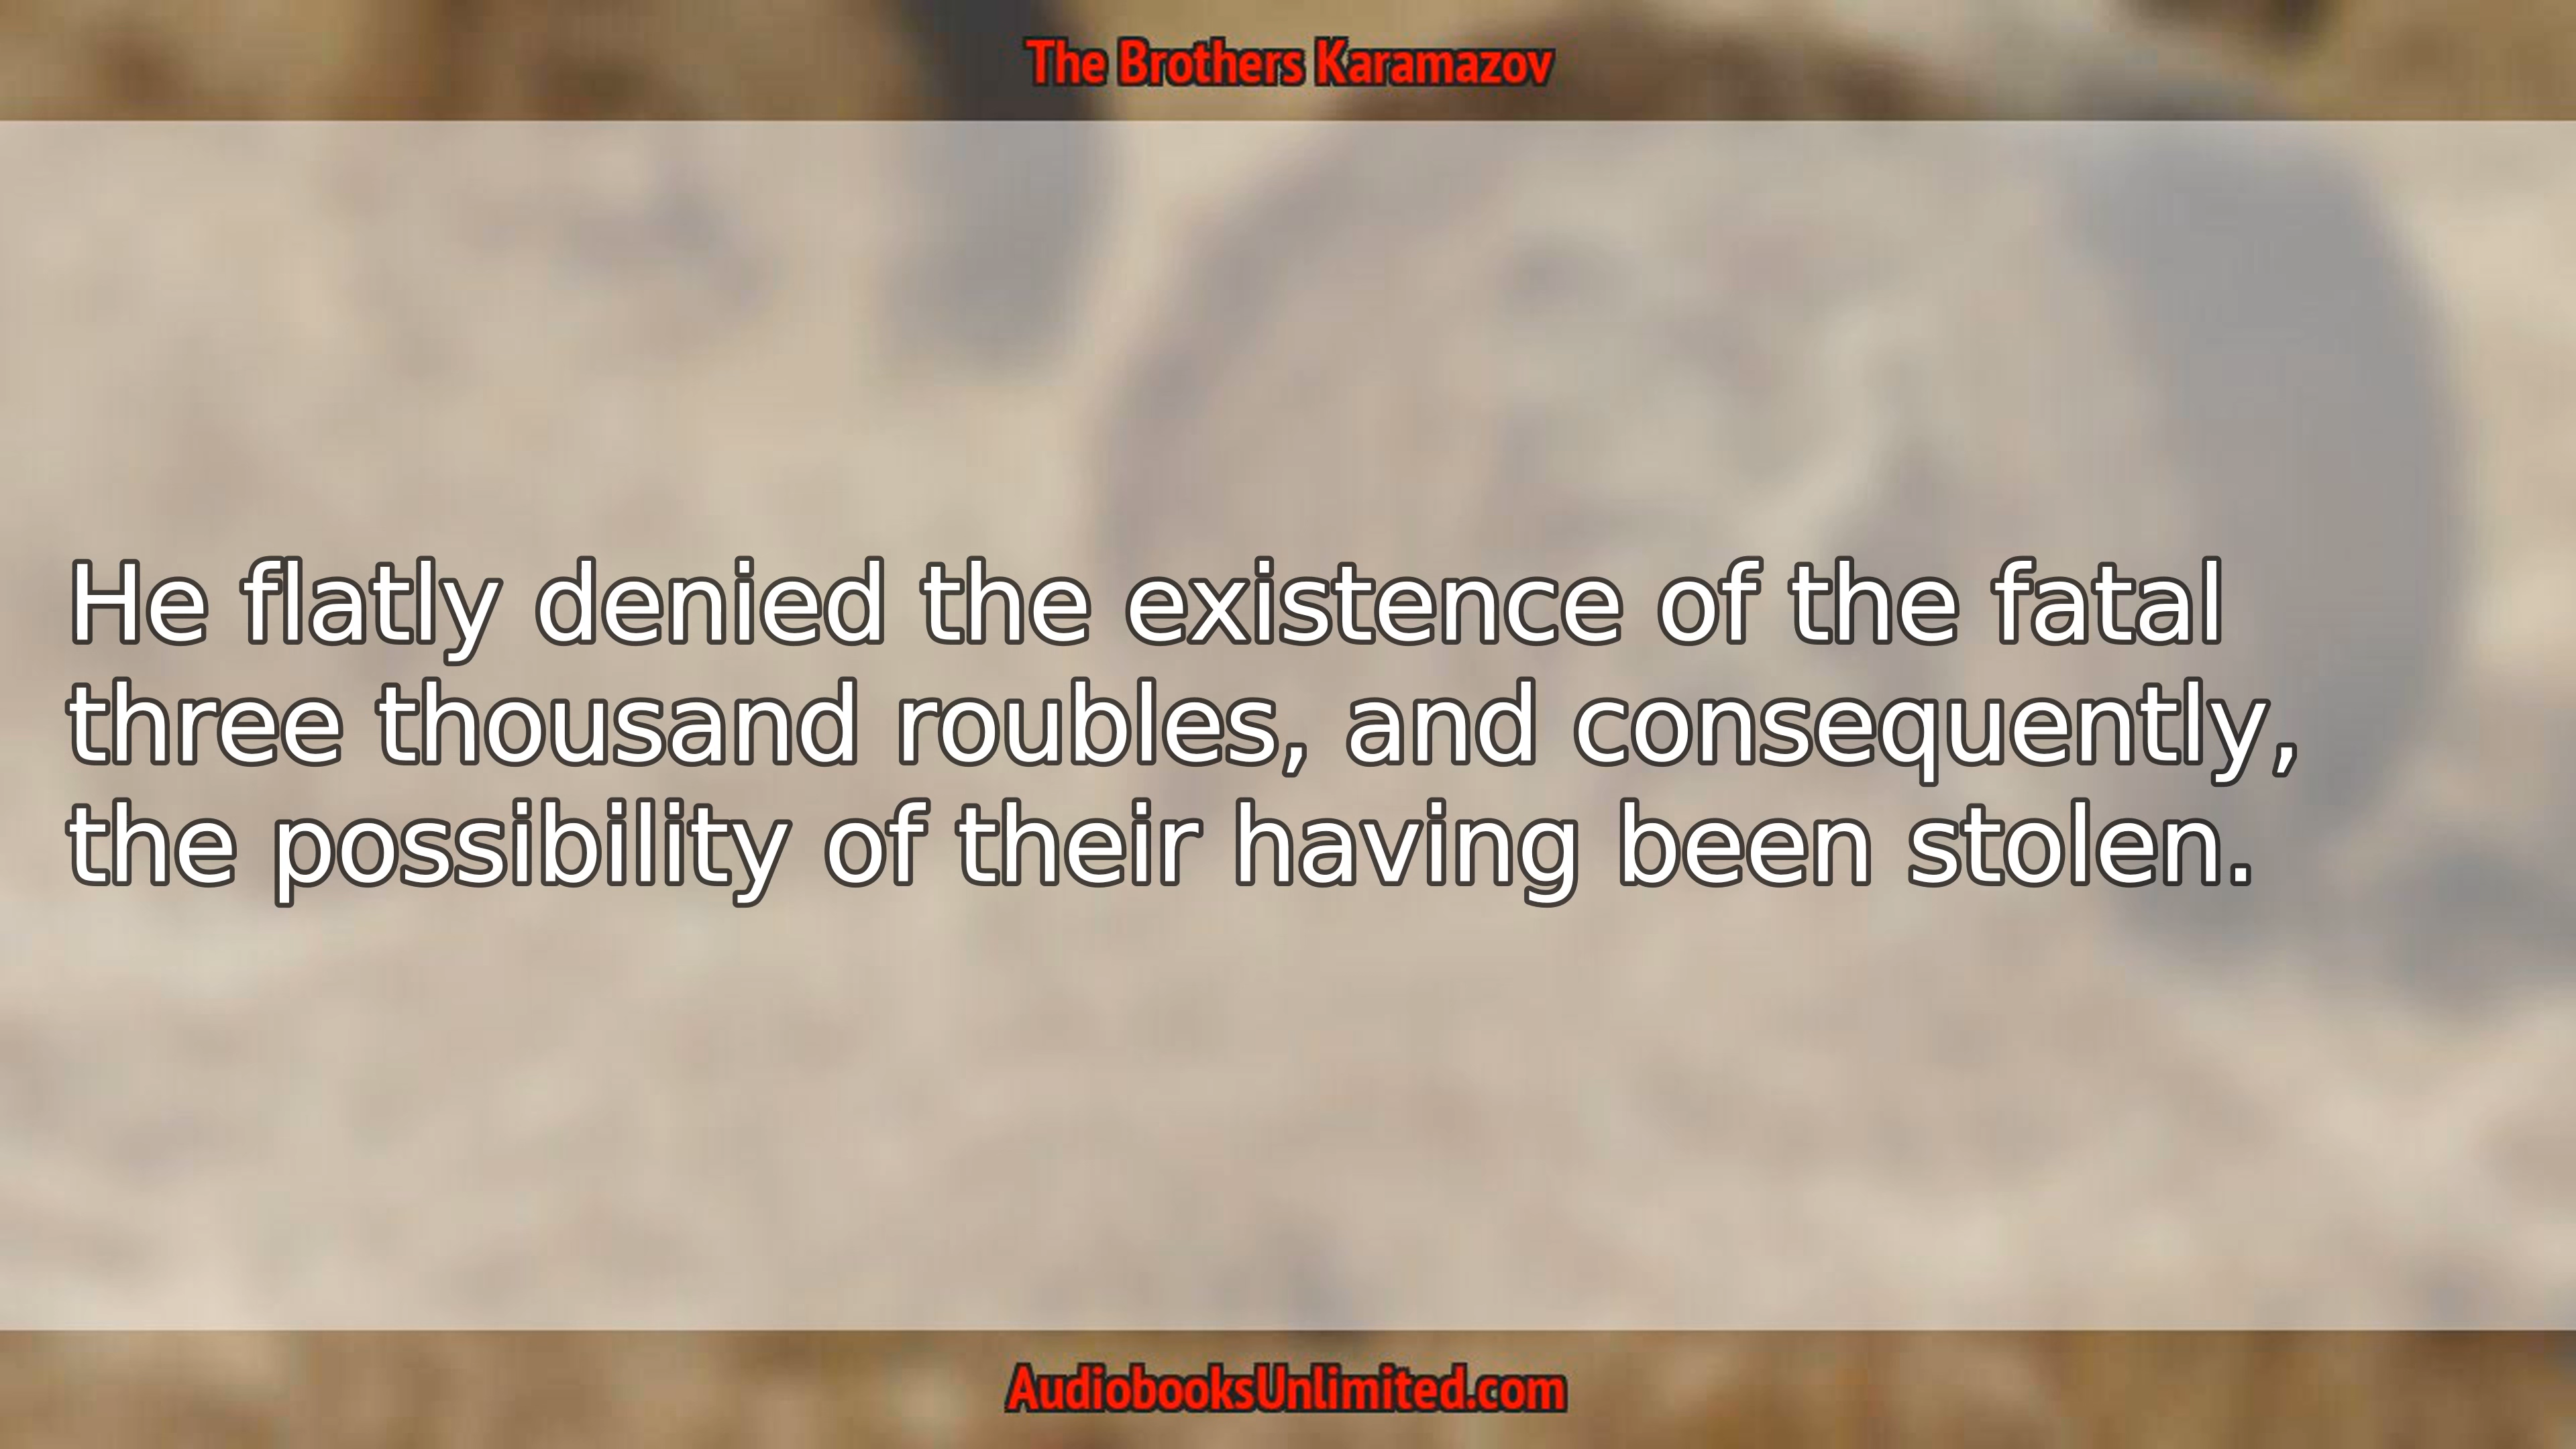 The Brothers Karamazov
He flatly denied the existence of the fatal
three thousand roubles, and consequently,
the possibility of their having been stolen.
AudiobooksUnlimited.com